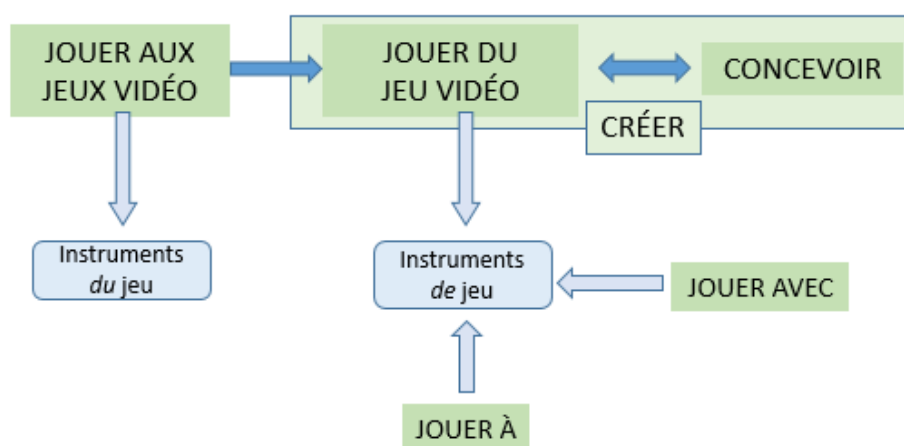 JOUER AUX
JEUX VIDÉO
JOUER DU
JEU VIDÉO
CONCEVOIR
CRÉER
Instruments
du jeu
Instruments
de jeu
JOUER AVEC
JOUER À